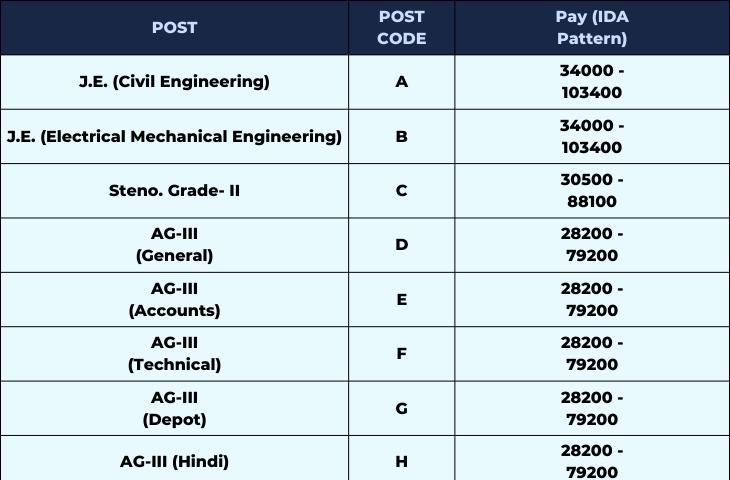 POST
POST
CODE
Pay (IDA
Pattern)
J.E. (Civil Engineering)
A
34000 -
103400
J.E. (Electrical Mechanical Engineering)
B
34000 -
103400
Steno. Grade- II
C
30500 -
88100
AG-III
(General)
D
28200 -
79200
AG-III
(Accounts)
E
28200 -
79200
AG-III
(Technical)
F
28200 -
79200
AG-III
(Depot)
G
28200 -
79200
AG-III (Hindi)
H
28200 -
79200